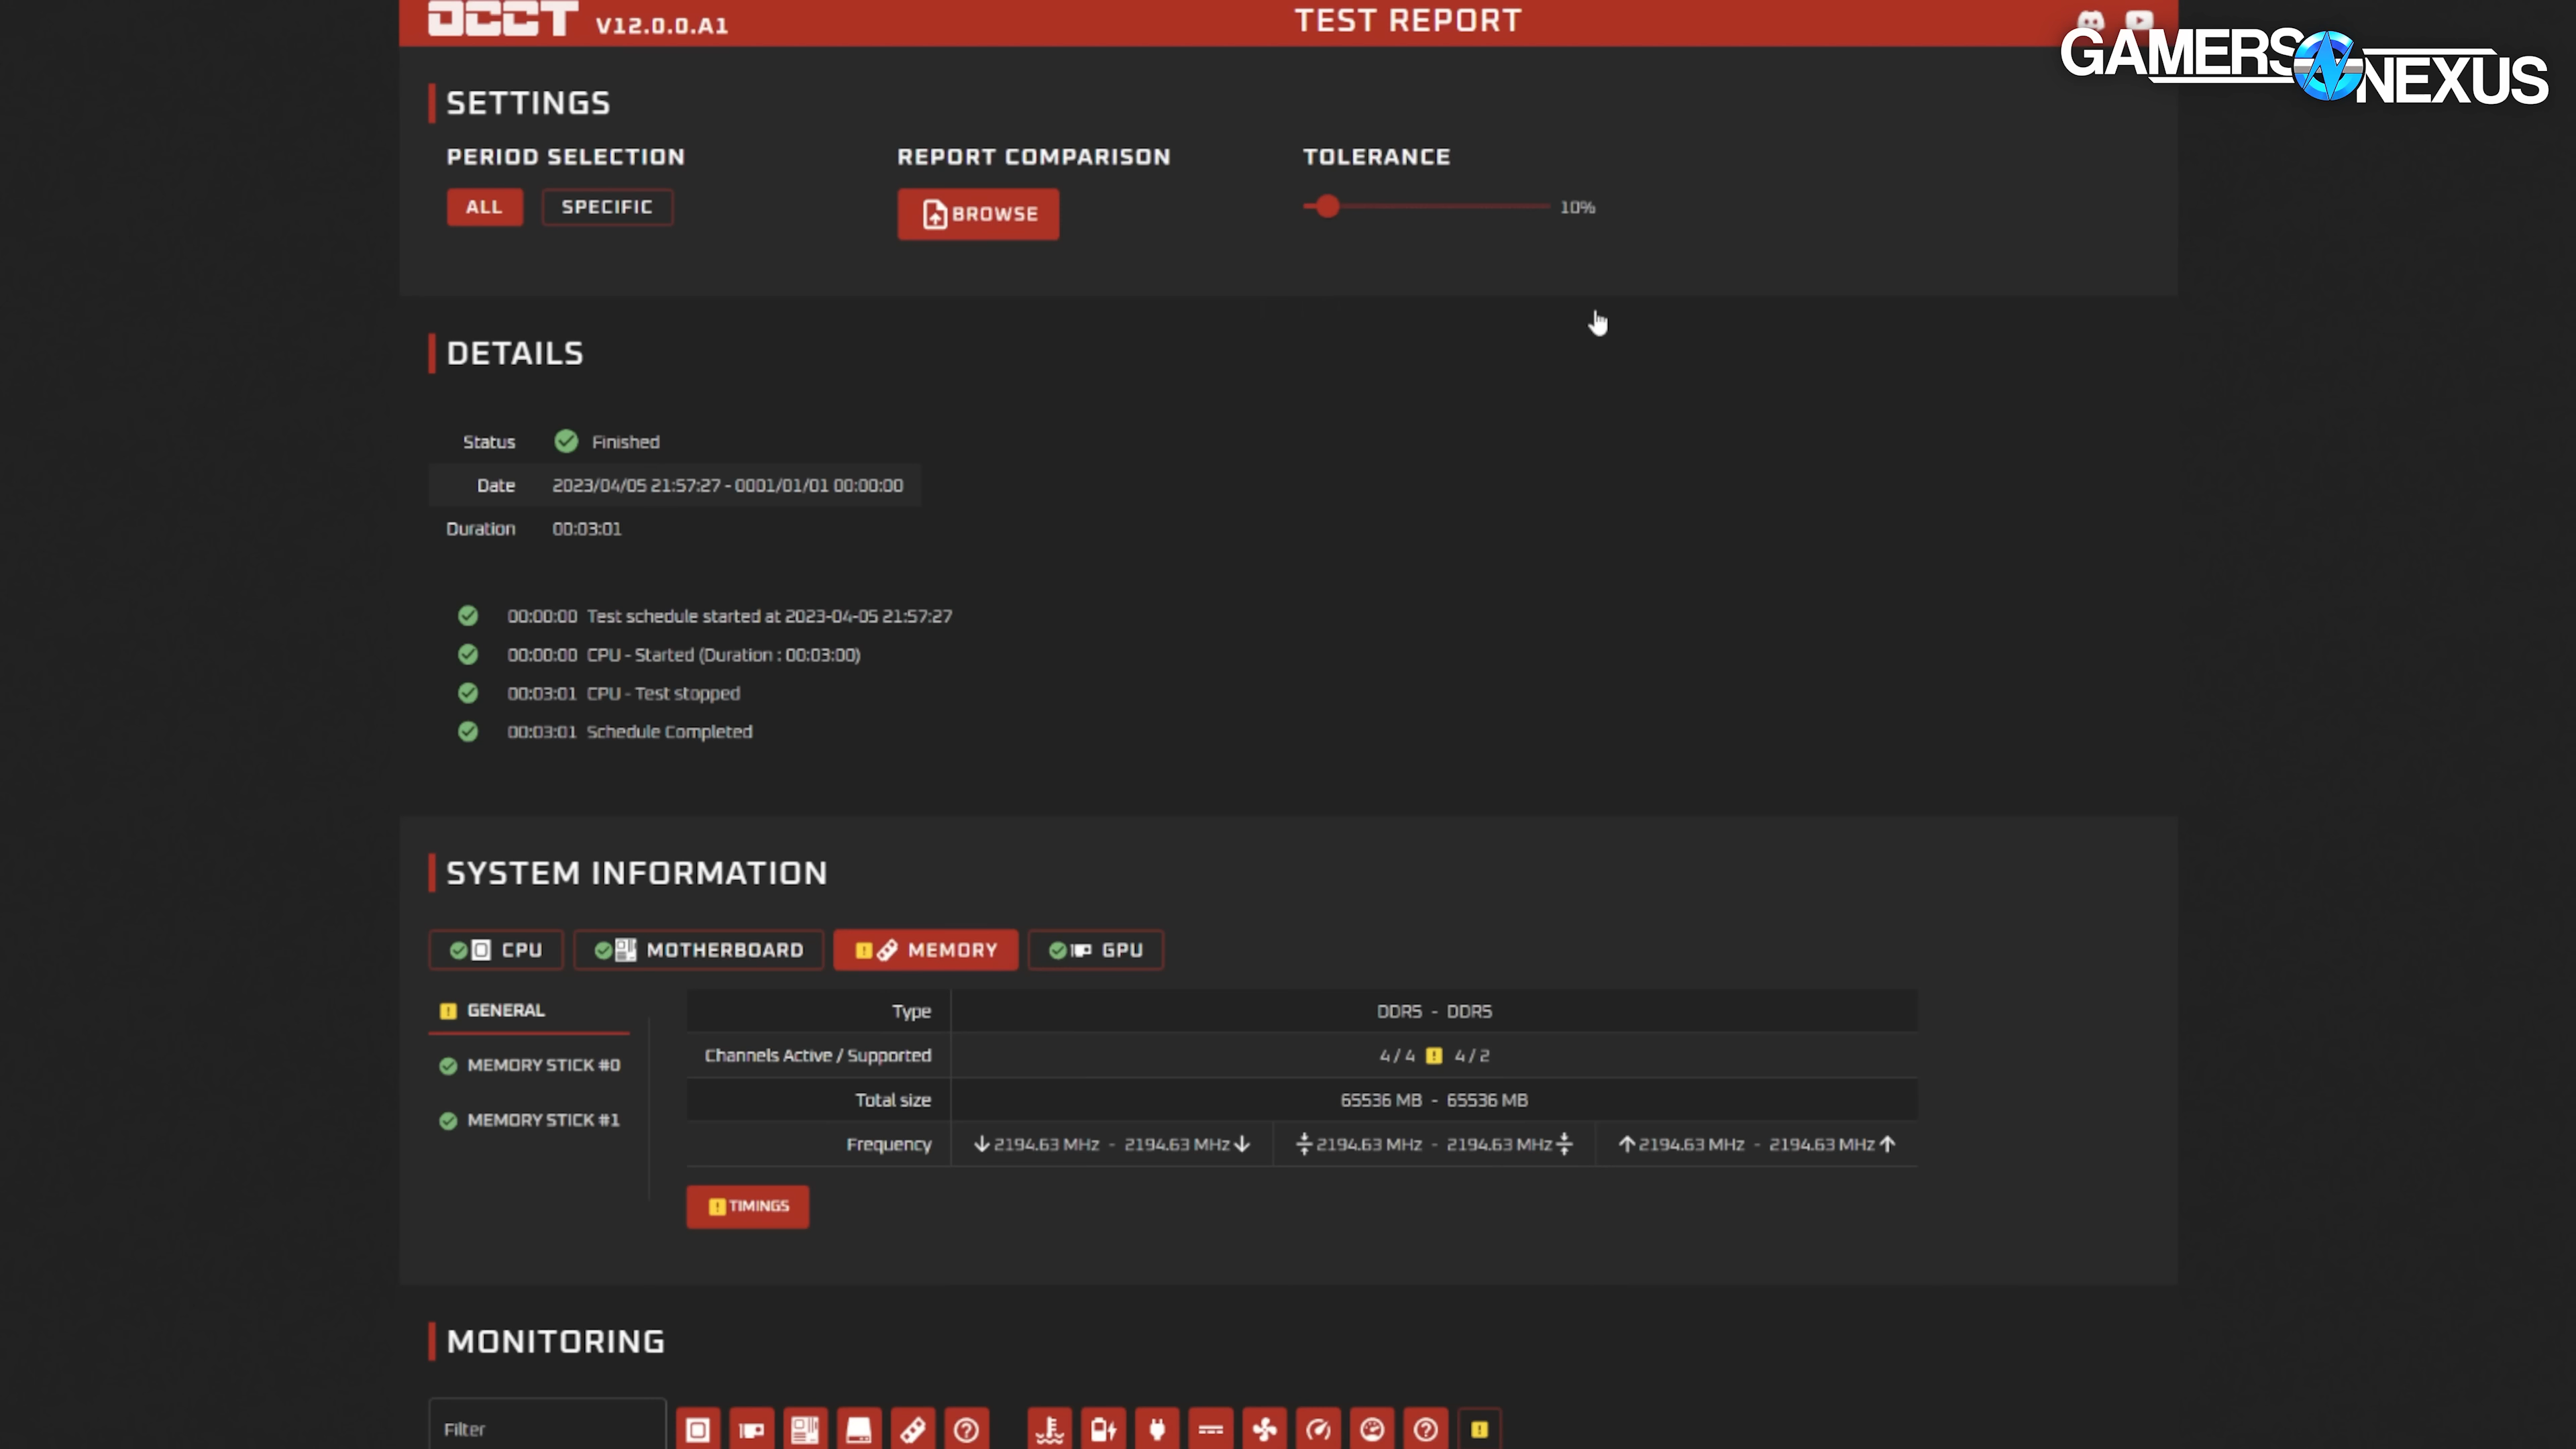 OCCT V12.0.0.A1
TEST REPORT
GAMERS NEXUS
SETTINGS
PERIOD SELECTION
REPORT COMPARISON
TOLERANCE
ALL
SPECIFIC
BROWSE
10%
DETAILS
Status Finished
Date 2023/04/05 21:57:27 - 0001/01/01 00:00:00
Duration 00:03:01
00:00:00 Test schedule started at 2023-04-05 21:57:27
00:00:00 CPU - Started (Duration : 00:03:00)
00:03:01 CPU - Test stopped
00:03:01 Schedule Completed
SYSTEM INFORMATION
CPU
MOTHERBOARD
MEMORY
GPU
GENERAL
MEMORY STICK #0
MEMORY STICK #1
Type DDR5 - DDR5
Channels Active / Supported 4 / 4 4 / 2
Total size 65536 MB - 65536 MB
Frequency 2194.63 MHz - 2194.63 MHz 2194.63 MHz - 2194.63 MHz 2194.63 MHz - 2194.63 MHz
TIMINGS
MONITORING
Filter